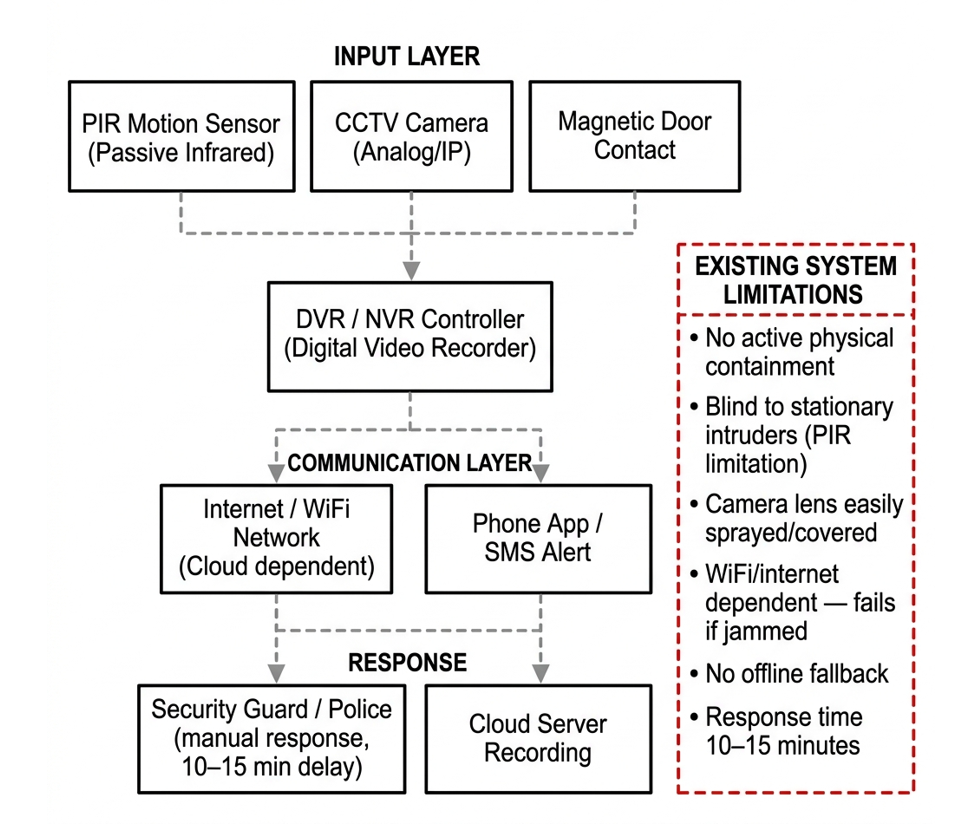 INPUT LAYER
PIR Motion Sensor
(Passive Infrared)
CCTV Camera
(Analog/IP)
Magnetic Door
Contact
DVR / NVR Controller
(Digital Video Recorder)
COMMUNICATION LAYER
Internet / WiFi
Network
(Cloud dependent)
Phone App /
SMS Alert
RESPONSE
Security Guard / Police
(manual response,
10–15 min delay)
Cloud Server
Recording
EXISTING SYSTEM
LIMITATIONS
• No active physical
containment
• Blind to stationary
intruders (PIR
limitation)
• Camera lens easily
sprayed/covered
• WiFi/internet
dependent — fails
if jammed
• No offline fallback
• Response time
10–15 minutes